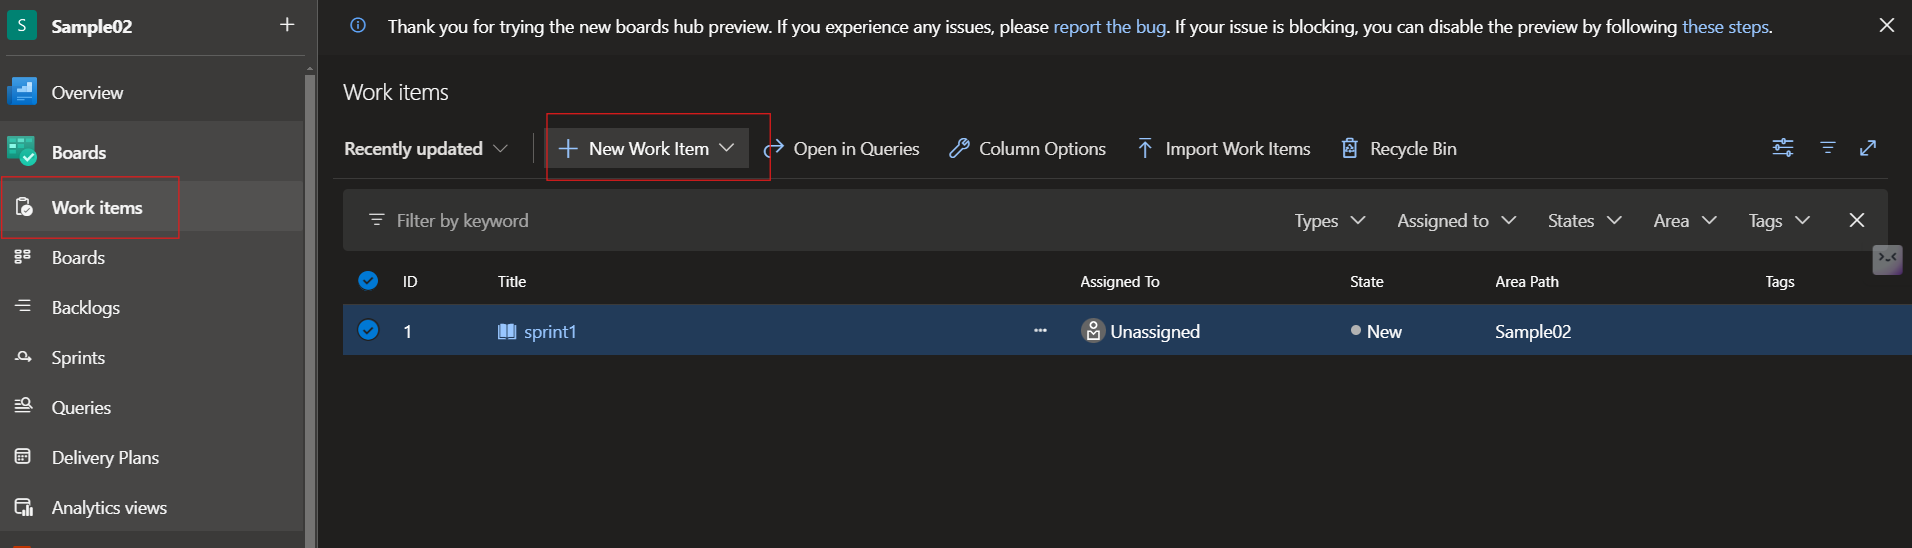 S Sample02 +
Overview
Boards
Work items
Boards
Backlogs
Sprints
Queries
Delivery Plans
Analytics views
Thank you for trying the new boards hub preview. If you experience any issues, please report the bug. If your issue is blocking, you can disable the preview by following these steps.
Work items
Recently updated New Work Item Open in Queries Column Options Import Work Items Recycle Bin
Filter by keyword Types Assigned to States Area Tags
ID Title Assigned To State Area Path Tags
1 sprint1 ... Unassigned New Sample02